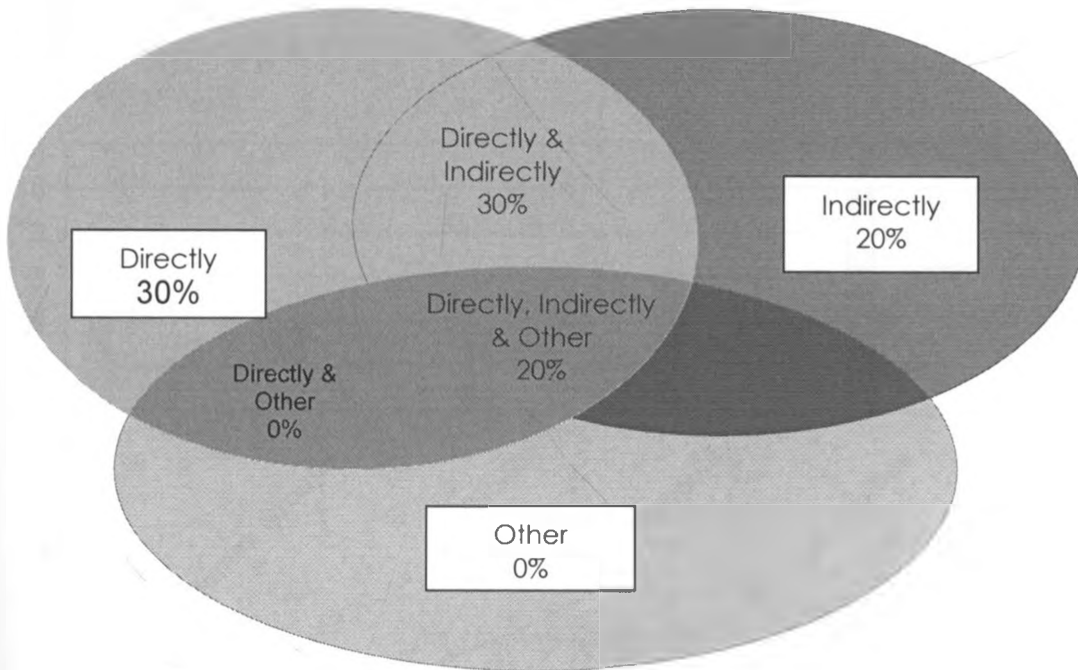 Directly &
Indirectly
30%
Indirectly
20%
Directly
30%
Directly, Indirectly
& Other
20%
Directly &
Other
0%
Other
0%